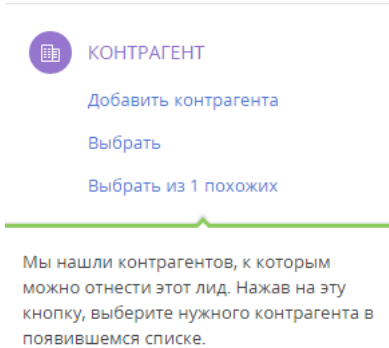 КОНТРАГЕНТ
Добавить контрагента
Выбрать
Выбрать из 1 похожих
Мы нашли контрагентов, к которым
можно отнести этот лид. Нажав на эту
кнопку, выберите нужного контрагента в
появившемся списке.